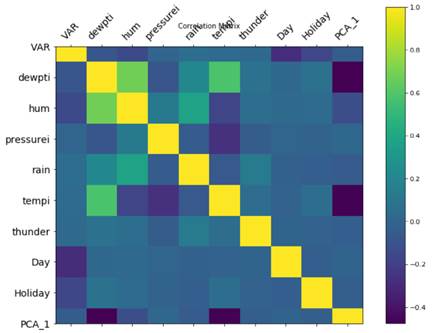 Correlation Matrix
VAR dewpti hum pressurei rain tempi thunder Day Holiday PCA_1
VAR
dewpti
hum
pressurei
rain
tempi
thunder
Day
Holiday
PCA_1
1.0
0.8
0.6
0.4
0.2
0.0
−0.2
−0.4